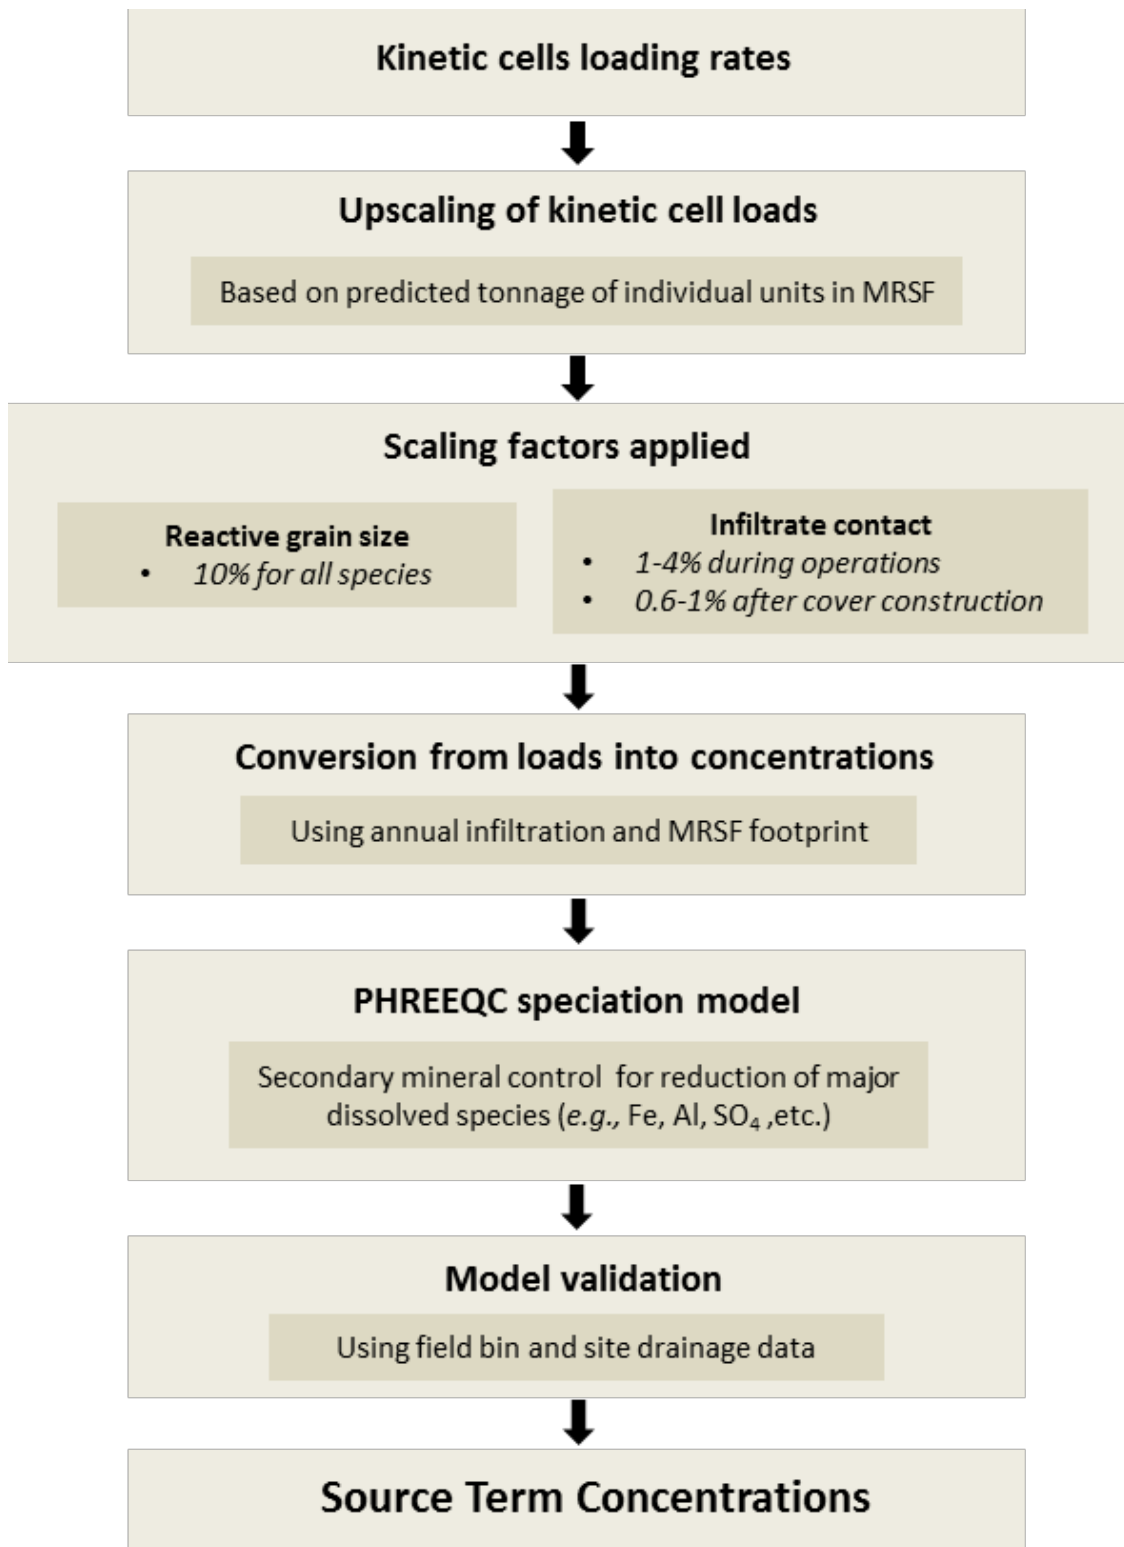 Kinetic cells loading rates
Upscaling of kinetic cell loads
Based on predicted tonnage of individual units in MRSF
Scaling factors applied
Reactive grain size
• 10% for all species
Infiltrate contact
• 1-4% during operations
• 0.6-1% after cover construction
Conversion from loads into concentrations
Using annual infiltration and MRSF footprint
PHREEQC speciation model
Secondary mineral control for reduction of major
dissolved species (e.g., Fe, Al, SO₄ ,etc.)
Model validation
Using field bin and site drainage data
Source Term Concentrations